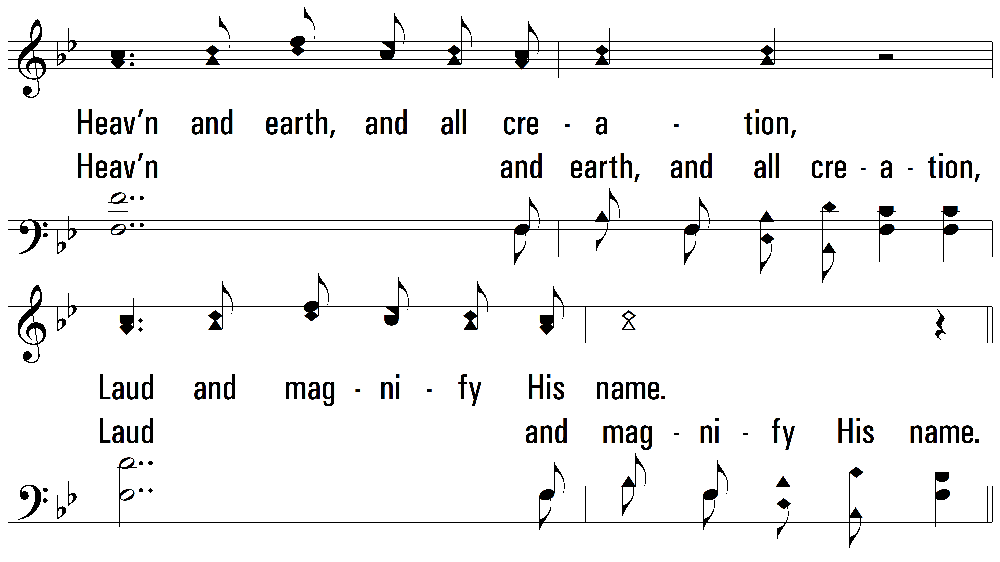 Heav’n and earth, and all cre - a - tion,
Heav’n and earth, and all cre - a - tion,
Laud and mag - ni - fy His name.
Laud and mag - ni - fy His name.